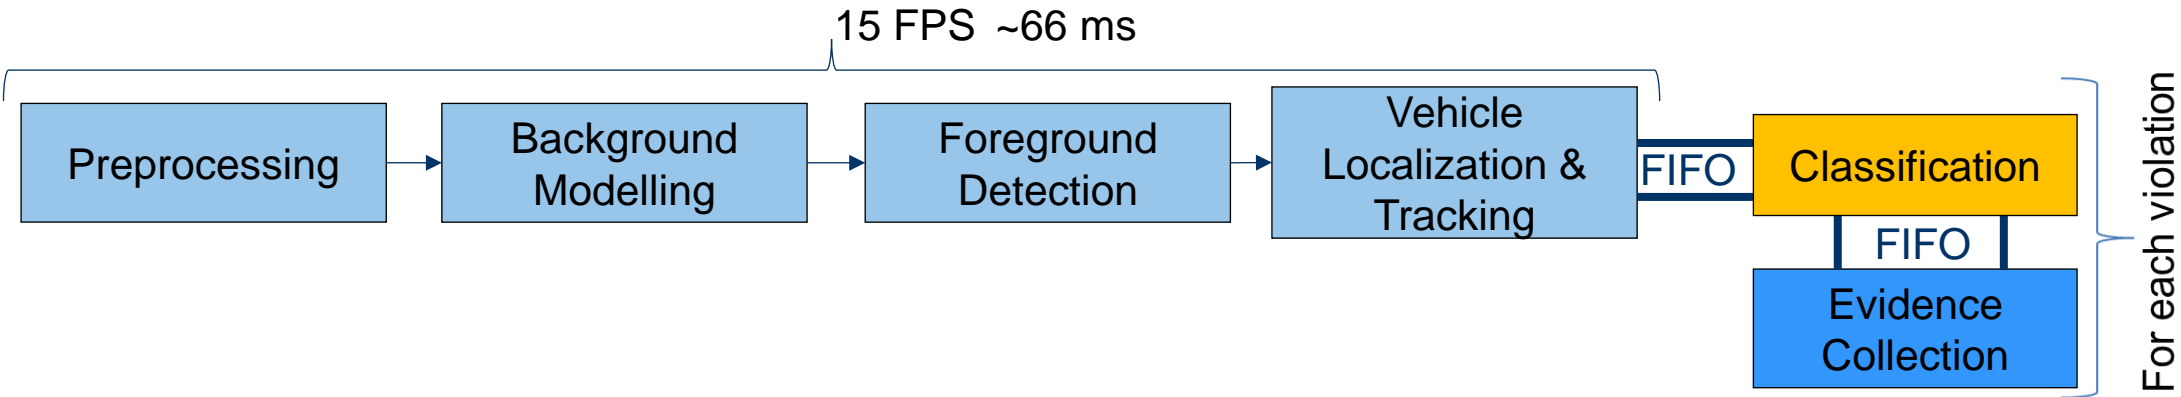 15 FPS ~66 ms
Preprocessing
Background
Modelling
Foreground
Detection
Vehicle
Localization &
Tracking
FIFO
Classification
FIFO
Evidence
Collection
For each violation